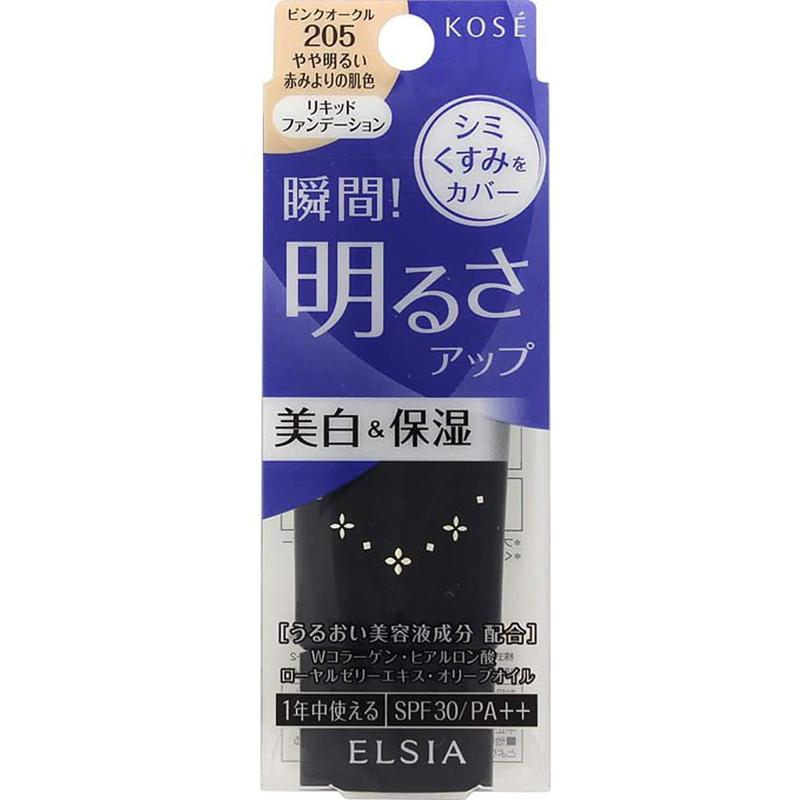 ピンクオークル
205
やや明るい
赤みよりの肌色
リキッド
ファンデーション
KOSÉ
シミ
くすみを
カバー
瞬間!
明るさ
アップ
美白&保湿
[うるおい美容液成分 配合]
Wコラーゲン・ヒアルロン酸
ローヤルゼリーエキス・オリーブオイル
1年中使える SPF30/PA++
ELSIA